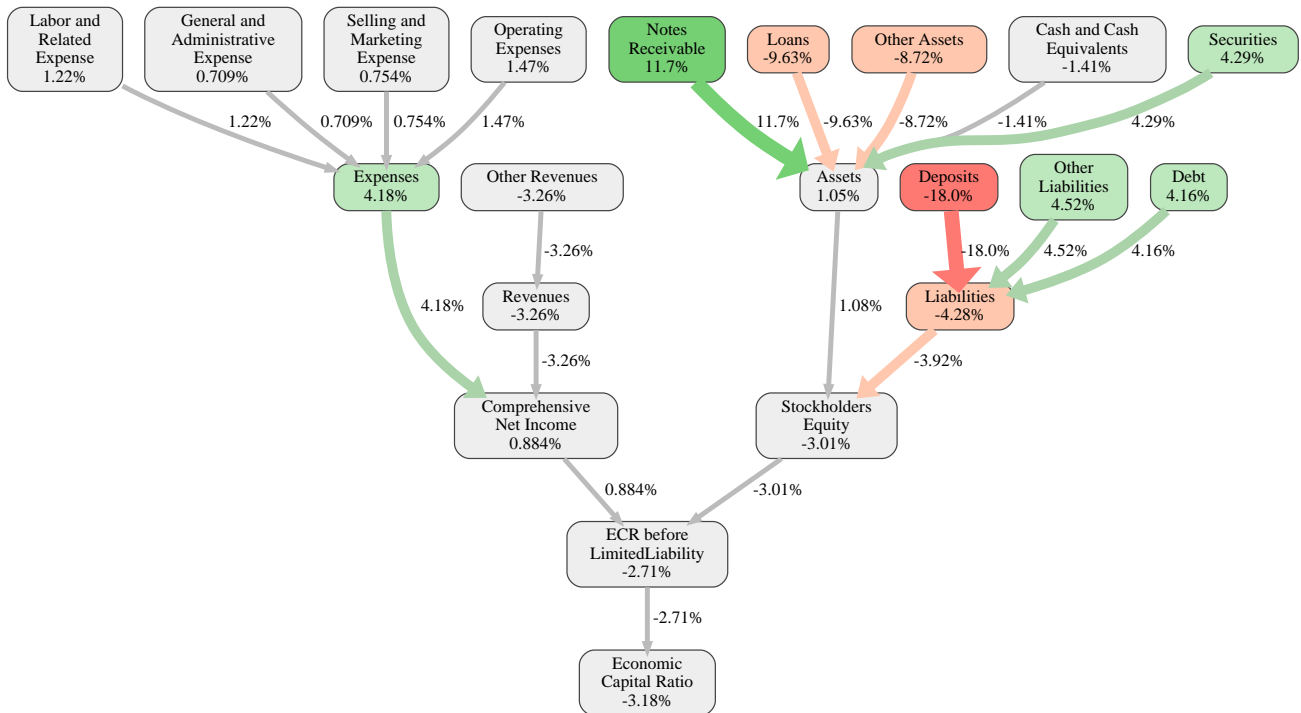 Labor and
Related
Expense
1.22%
General and
Administrative
Expense
0.709%
Selling and
Marketing
Expense
0.754%
Operating
Expenses
1.47%
Notes
Receivable
11.7%
Loans
-9.63%
Other Assets
-8.72%
Cash and Cash
Equivalents
-1.41%
Securities
4.29%
1.22%
0.709%
0.754%
1.47%
11.7%
-9.63%
-8.72%
-1.41%
4.29%
Expenses
4.18%
Other Revenues
-3.26%
Assets
1.05%
Deposits
-18.0%
Other
Liabilities
4.52%
Debt
4.16%
-3.26%
-18.0%
4.52%
4.16%
4.18%
Revenues
-3.26%
1.08%
Liabilities
-4.28%
-3.26%
-3.92%
Comprehensive
Net Income
0.884%
Stockholders
Equity
-3.01%
0.884%
-3.01%
ECR before
LimitedLiability
-2.71%
-2.71%
Economic
Capital Ratio
-3.18%